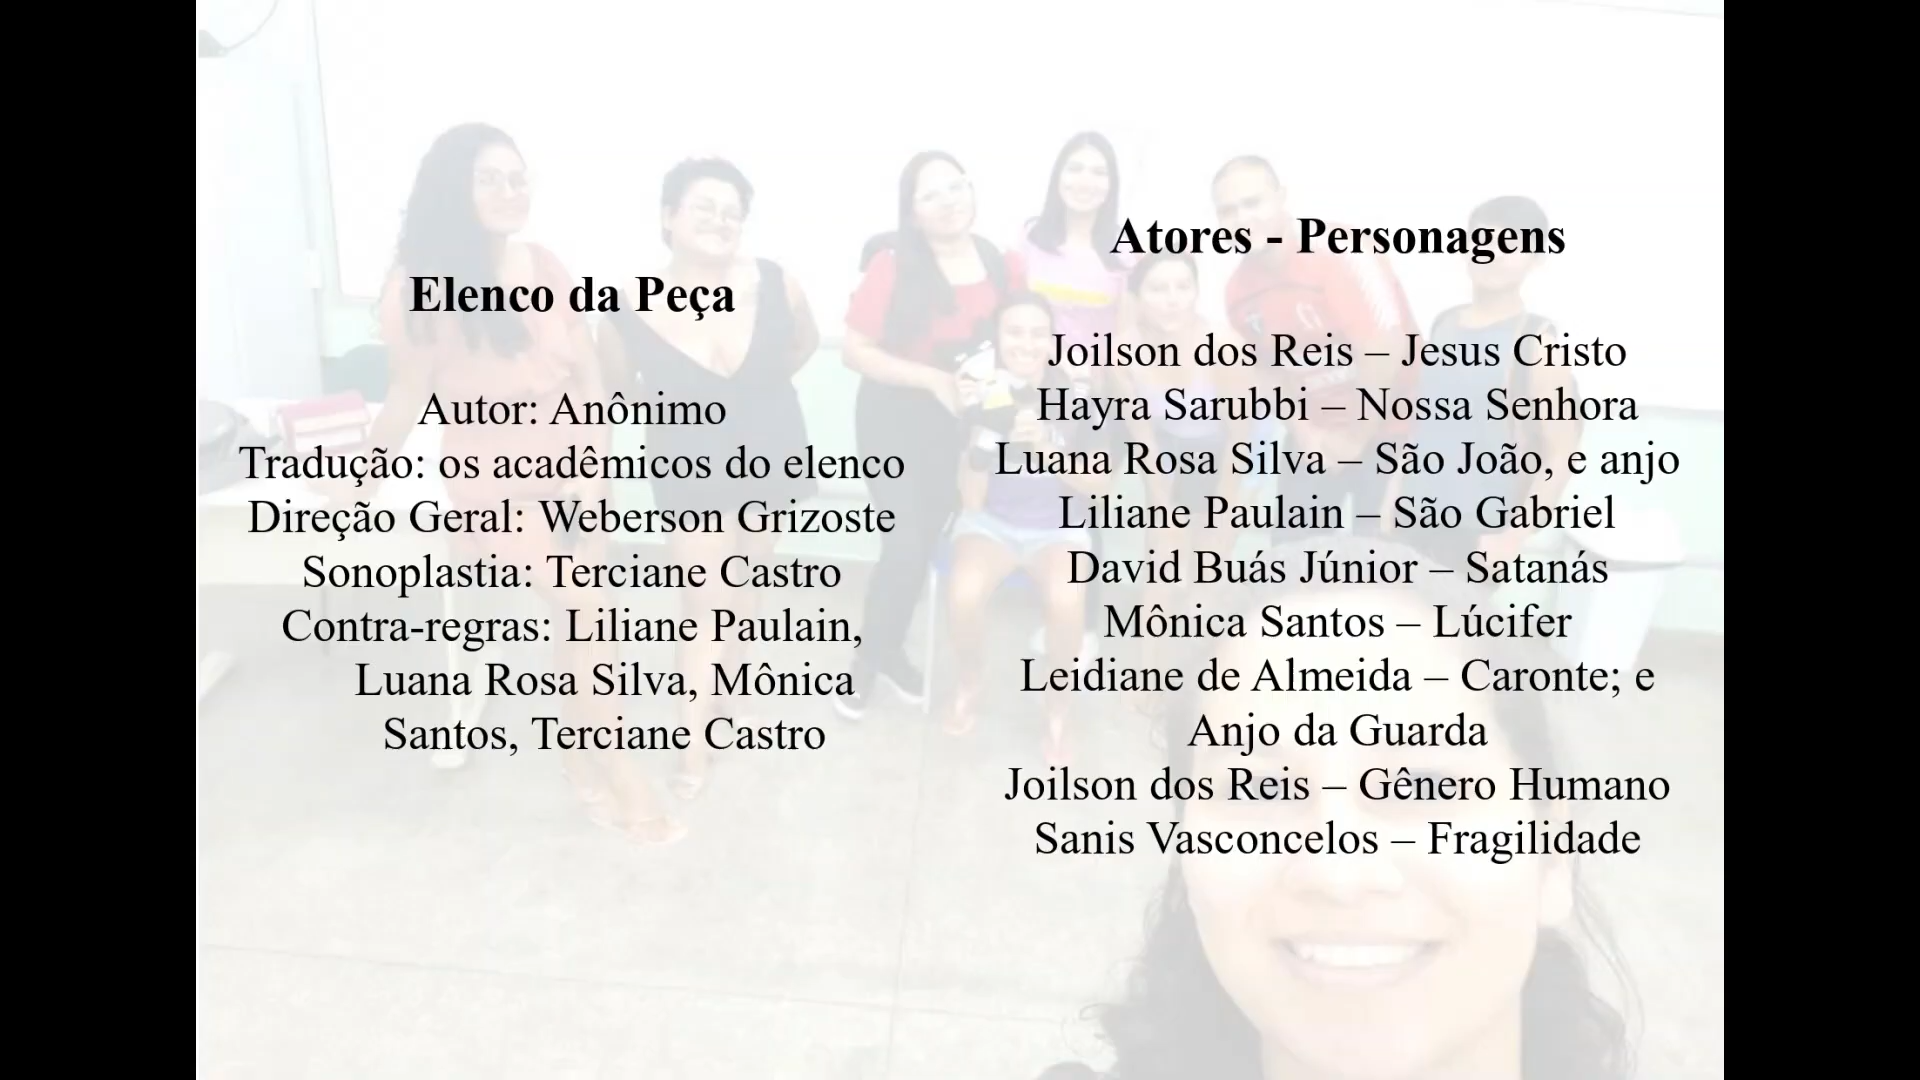 Elenco da Peça
Autor: Anônimo
Tradução: os acadêmicos do elenco
Direção Geral: Weberson Grizoste
Sonoplastia: Terciane Castro
Contra-regras: Liliane Paulain,
Luana Rosa Silva, Mônica
Santos, Terciane Castro
Atores - Personagens
Joilson dos Reis – Jesus Cristo
Hayra Sarubbi – Nossa Senhora
Luana Rosa Silva – São João, e anjo
Liliane Paulain – São Gabriel
David Buás Júnior – Satanás
Mônica Santos – Lúcifer
Leidiane de Almeida – Caronte; e
Anjo da Guarda
Joilson dos Reis – Gênero Humano
Sanis Vasconcelos – Fragilidade